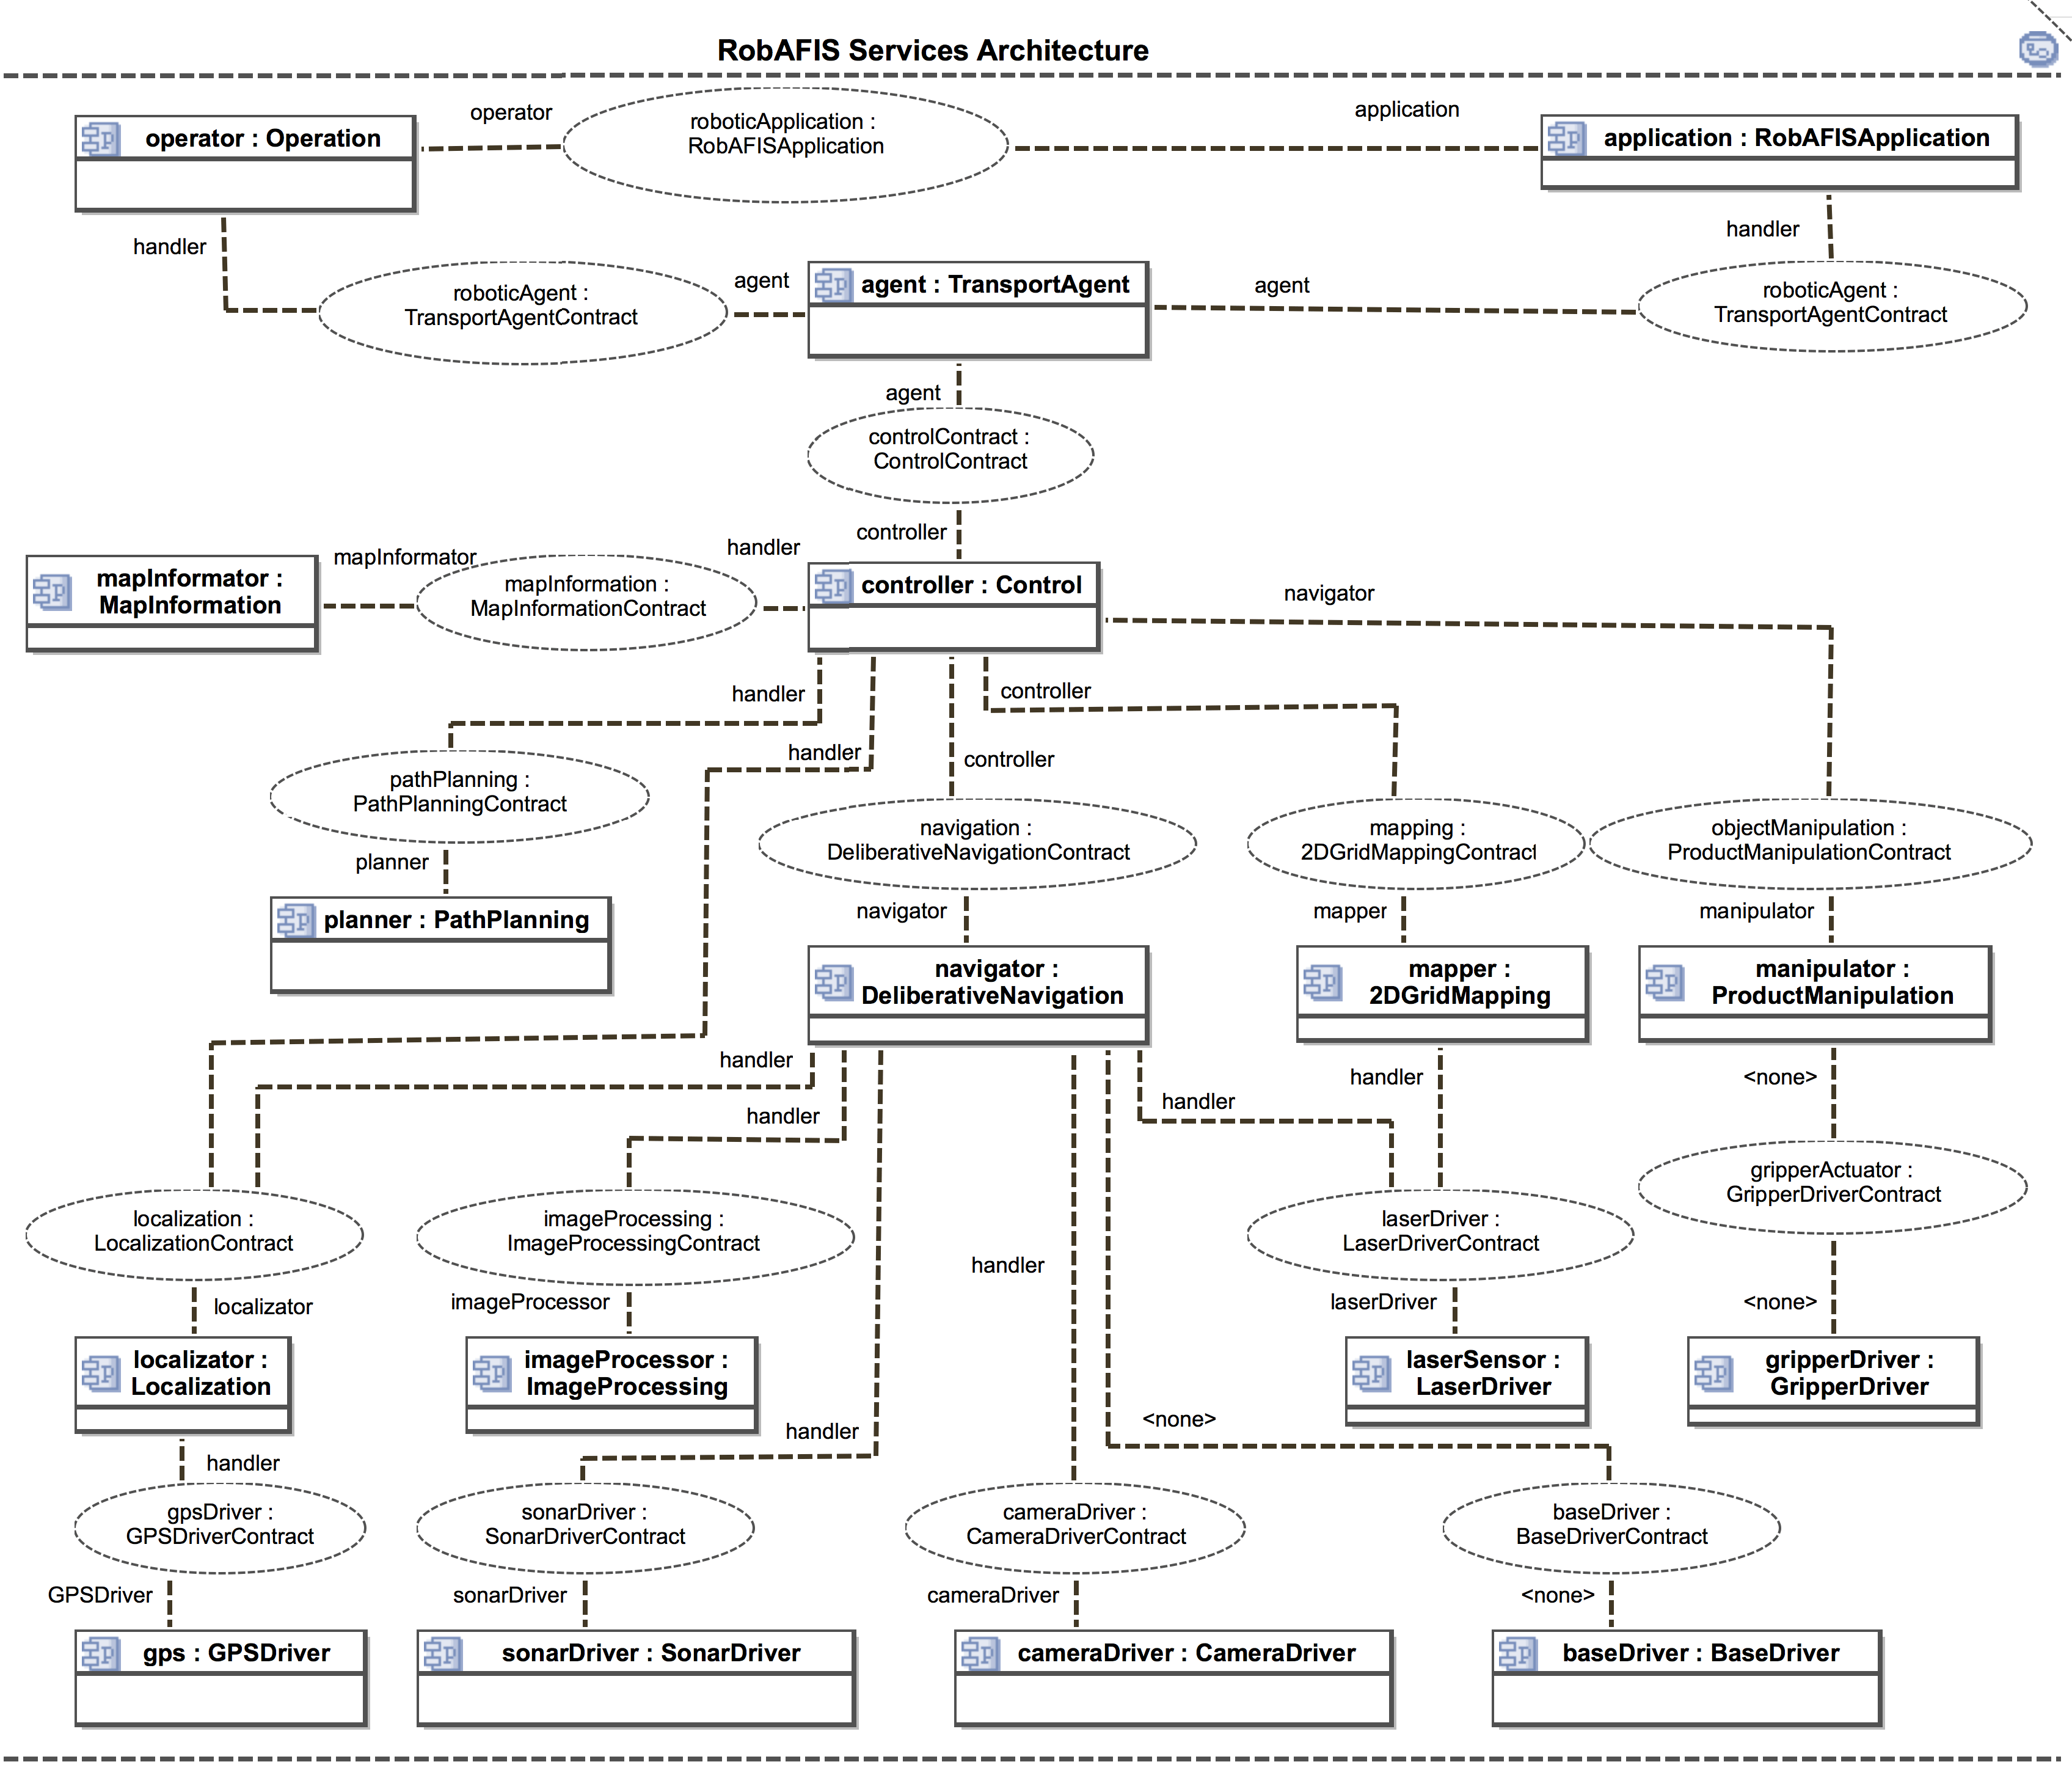 RobAFIS Services Architecture
operator : Operation
operator
roboticApplication :
RobAFISApplication
application
application : RobAFISApplication
handler
roboticAgent :
TransportAgentContract
agent
agent : TransportAgent
agent
handler
roboticAgent :
TransportAgentContract
agent
controlContract :
ControlContract
controller
mapInformator :
MapInformation
mapInformator
mapInformation :
MapInformationContract
handler
controller : Control
navigator
handler
controller
handler
controller
pathPlanning :
PathPlanningContract
planner
planner : PathPlanning
navigation :
DeliberativeNavigationContract
mapping :
2DGridMappingContract
objectManipulation :
ProductManipulationContract
navigator
mapper
manipulator
navigator :
DeliberativeNavigation
mapper :
2DGridMapping
manipulator :
ProductManipulation
handler
handler
handler
handler
<none>
localization :
LocalizationContract
imageProcessing :
ImageProcessingContract
handler
laserDriver :
LaserDriverContract
gripperActuator :
GripperDriverContract
localizator
imageProcessor
laserDriver
<none>
localizator :
Localization
imageProcessor :
ImageProcessing
laserSensor :
LaserDriver
gripperDriver :
GripperDriver
handler
handler
<none>
gpsDriver :
GPSDriverContract
sonarDriver :
SonarDriverContract
cameraDriver :
CameraDriverContract
baseDriver :
BaseDriverContract
GPSDriver
sonarDriver
cameraDriver
<none>
gps : GPSDriver
sonarDriver : SonarDriver
cameraDriver : CameraDriver
baseDriver : BaseDriver